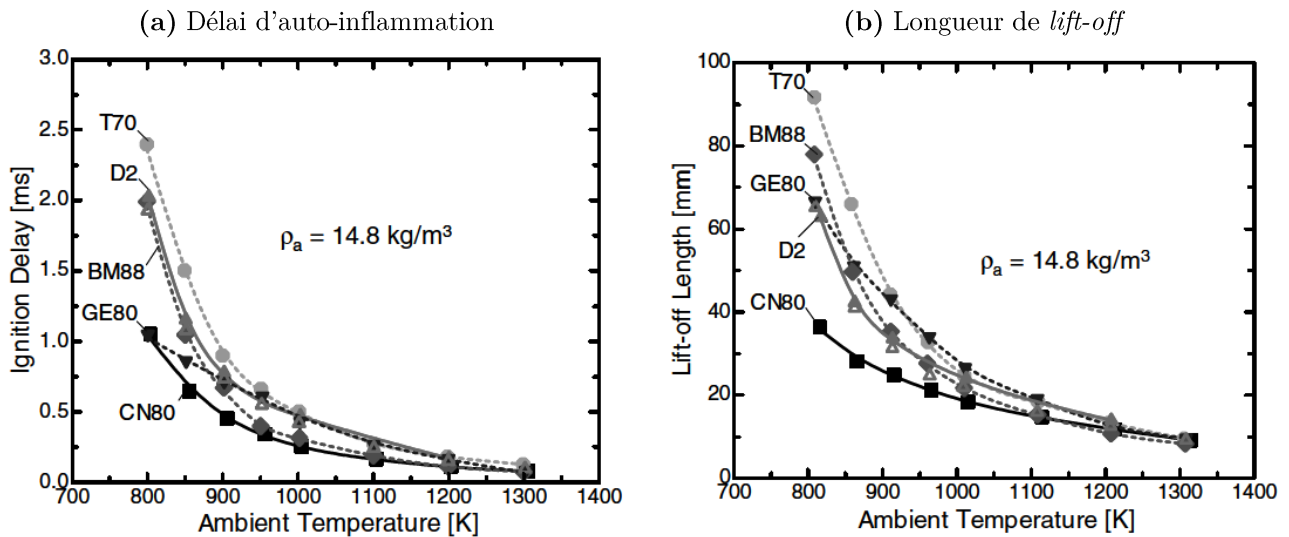 (a) Délai d'auto-inflammation
3.0
2.5
2.0
1.5
1.0
0.5
0.0
Ignition Delay [ms]
T70
D2
BM88
GE80
CN80
ρa = 14.8 kg/m³
700 800 900 1000 1100 1200 1300 1400
Ambient Temperature [K]
(b) Longueur de lift-off
100
80
60
40
20
0
Lift-off Length [mm]
T70
BM88
GE80
D2
CN80
ρa = 14.8 kg/m³
700 800 900 1000 1100 1200 1300 1400
Ambient Temperature [K]